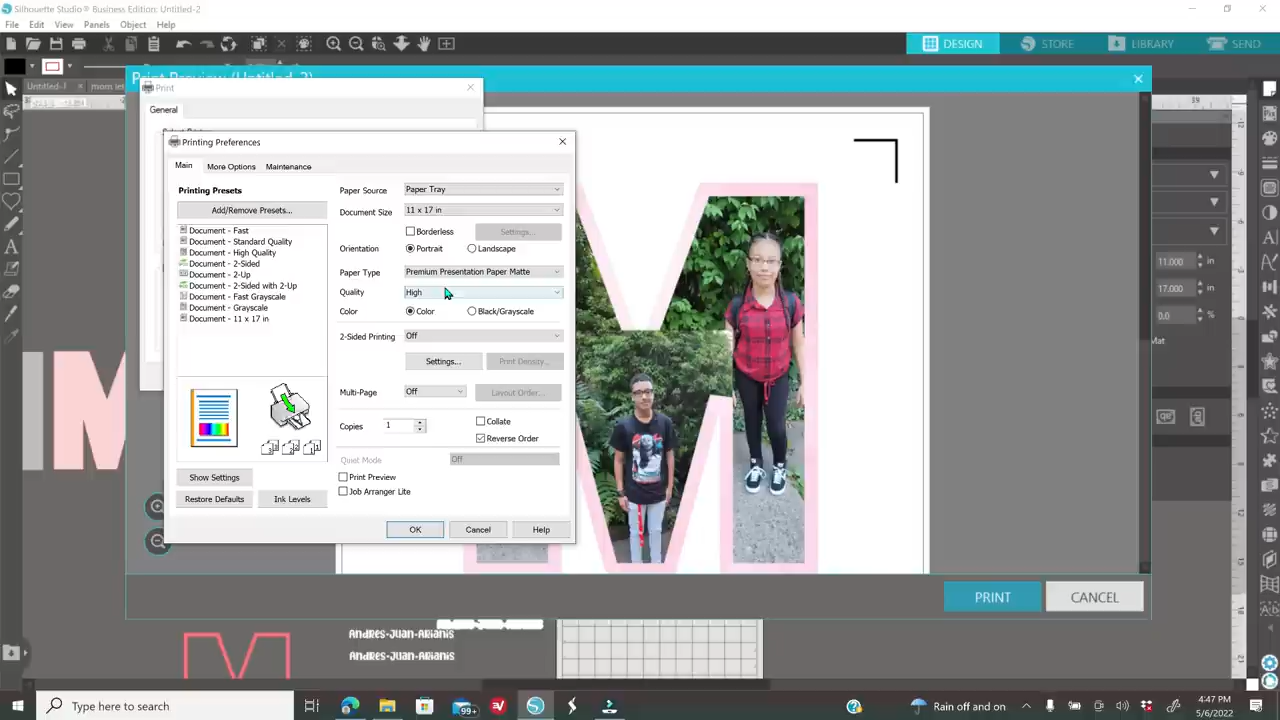 Silhouette Studio® Business Edition: Untitled-2
File Edit View Panels Object Help
DESIGN STORE LIBRARY SEND
Print Preview (Untitled-2)
Untitled-1
Print
General
Printing Preferences
Main More Options Maintenance
Printing Presets
Add/Remove Presets...
Document - Fast
Document - Standard Quality
Document - High Quality
Document - 2-Sided
Document - 2-Up
Document - 2-Sided with 2-Up
Document - Fast Grayscale
Document - Grayscale
Document - 11 x 17 in
Show Settings
Restore Defaults Ink Levels
Paper Source Paper Tray
Document Size 11 x 17 in
Borderless Settings...
Orientation Portrait Landscape
Paper Type Premium Presentation Paper Matte
Quality High
Color Color Black/Grayscale
2-Sided Printing Off
Settings... Print Density...
Multi-Page Off Layout Order...
Copies 1 Collate
Reverse Order
Quiet Mode Off
Print Preview
Job Arranger Lite
OK Cancel Help
11.000 in
17.000 in
0.0 %
Mat
PRINT CANCEL
M
Andres•Juan•Arianis
Andres•Juan•Arianis
Type here to search
99+
Rain off and on
4:47 PM
5/6/2022